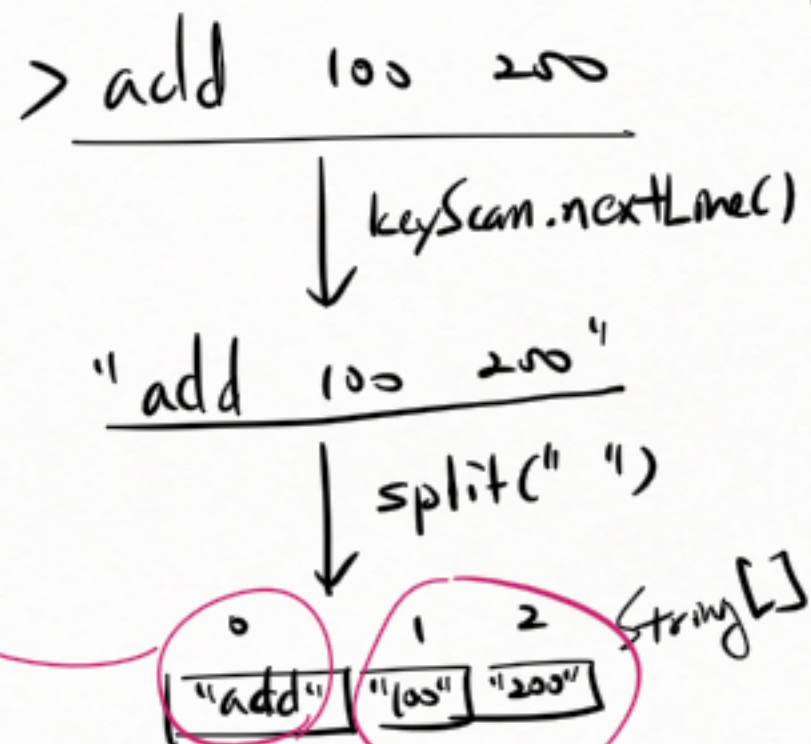 > add 100 200
keyScan.nextLine()
"add 100 200"
split(" ")
0 1 2 String[]
"add" "100" "200"